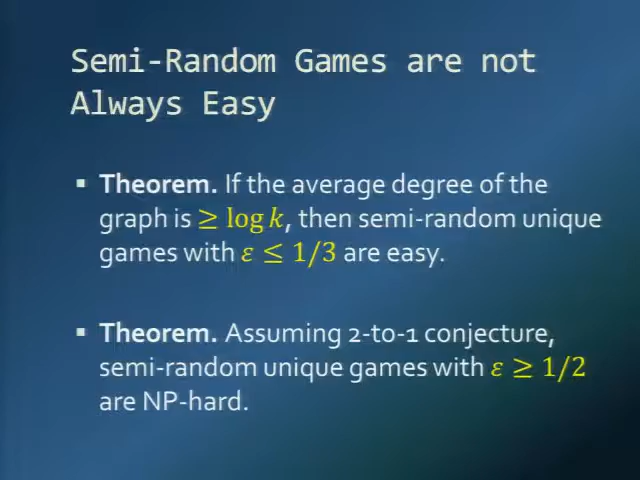 Semi-Random Games are not
Always Easy
▪ Theorem. If the average degree of the
graph is ≥ log k, then semi-random unique
games with ε ≤ 1/3 are easy.
▪ Theorem. Assuming 2-to-1 conjecture,
semi-random unique games with ε ≥ 1/2
are NP-hard.